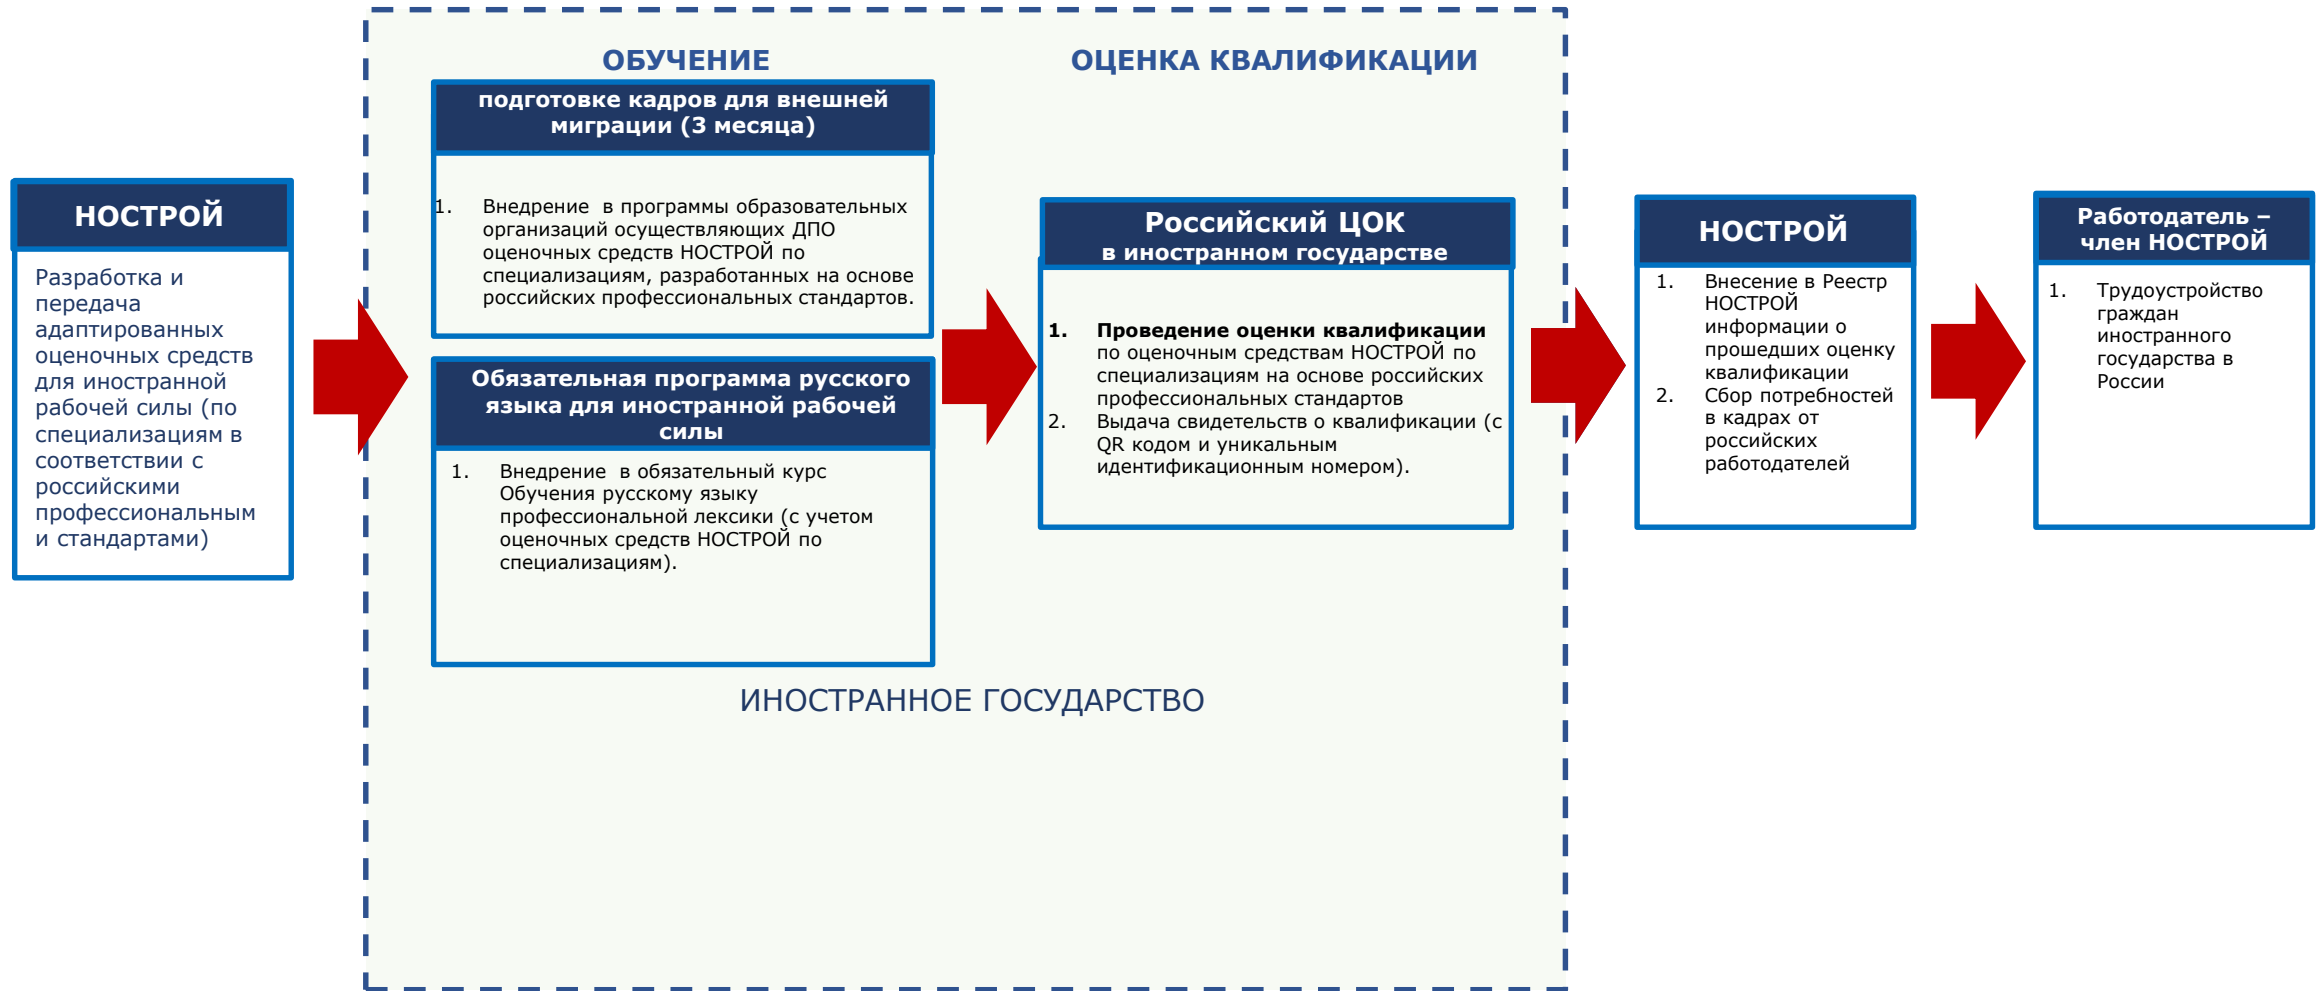 НОСТРОЙ
Разработка и
передача
адаптированных
оценочных средств
для иностранной
рабочей силы (по
специализациям в
соответствии с
российскими
профессиональным
и стандартами)
ОБУЧЕНИЕ
подготовке кадров для внешней
миграции (3 месяца)
1. Внедрение в программы образовательных
организаций осуществляющих ДПО
оценочных средств НОСТРОЙ по
специализациям, разработанных на основе
российских профессиональных стандартов.
Обязательная программа русского
языка для иностранной рабочей
силы
1. Внедрение в обязательный курс
Обучения русскому языку
профессиональной лексики (с учетом
оценочных средств НОСТРОЙ по
специализациям).
ОЦЕНКА КВАЛИФИКАЦИИ
Российский ЦОК
в иностранном государстве
1. Проведение оценки квалификации
по оценочным средствам НОСТРОЙ по
специализациям на основе российских
профессиональных стандартов
2. Выдача свидетельств о квалификации (с
QR кодом и уникальным
идентификационным номером).
ИНОСТРАННОЕ ГОСУДАРСТВО
НОСТРОЙ
1. Внесение в Реестр
НОСТРОЙ
информации о
прошедших оценку
квалификации
2. Сбор потребностей
в кадрах от
российских
работодателей
Работодатель –
член НОСТРОЙ
1. Трудоустройство
граждан
иностранного
государства в
России